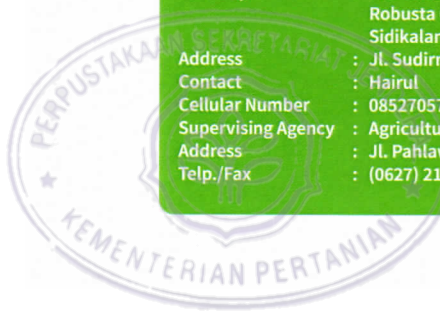 Robusta
Sidikalan
Address : Jl. Sudirm
Contact : Hairul
Cellular Number : 08527057
Supervising Agency : Agricultu
Address : Jl. Pahlaw
Telp./Fax : (0627) 21
PERPUSTAKAAN SEKRETARIAT
KEMENTERIAN PERTANIAN